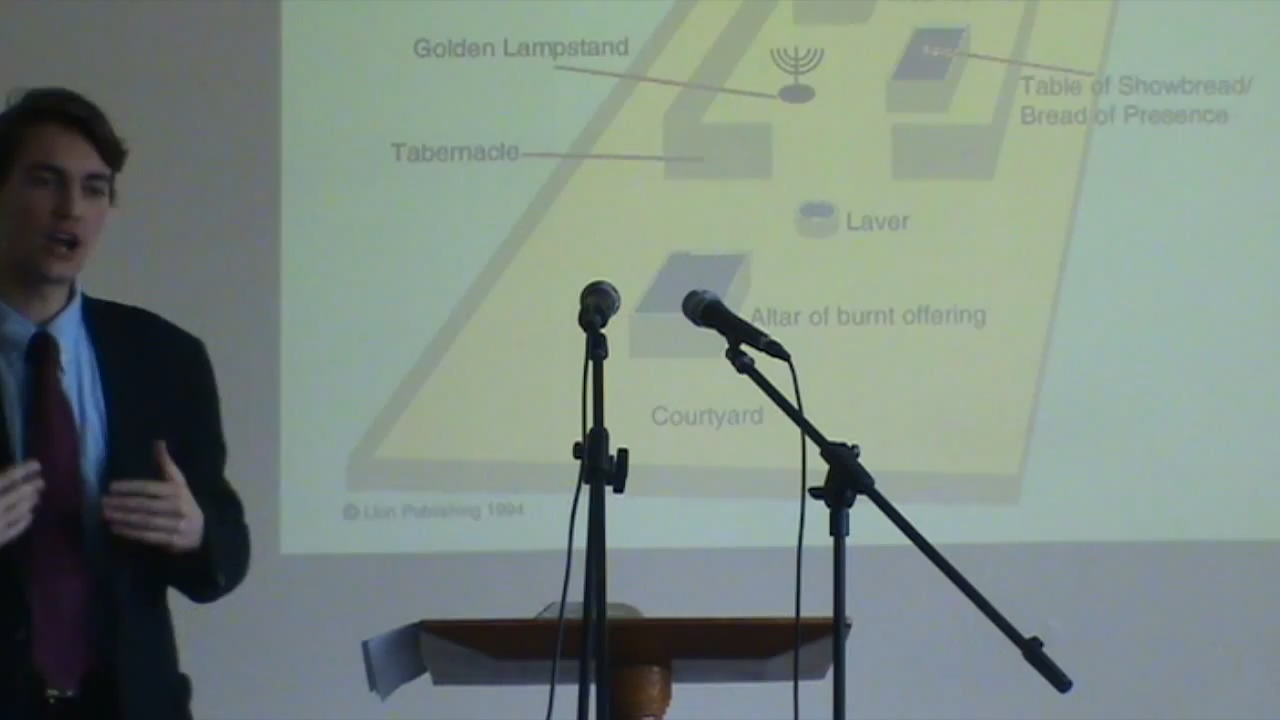 Golden Lampstand
Table of Showbread/
Bread of Presence
Tabernacle
Laver
Altar of burnt offering
Courtyard
© Lion Publishing 1994